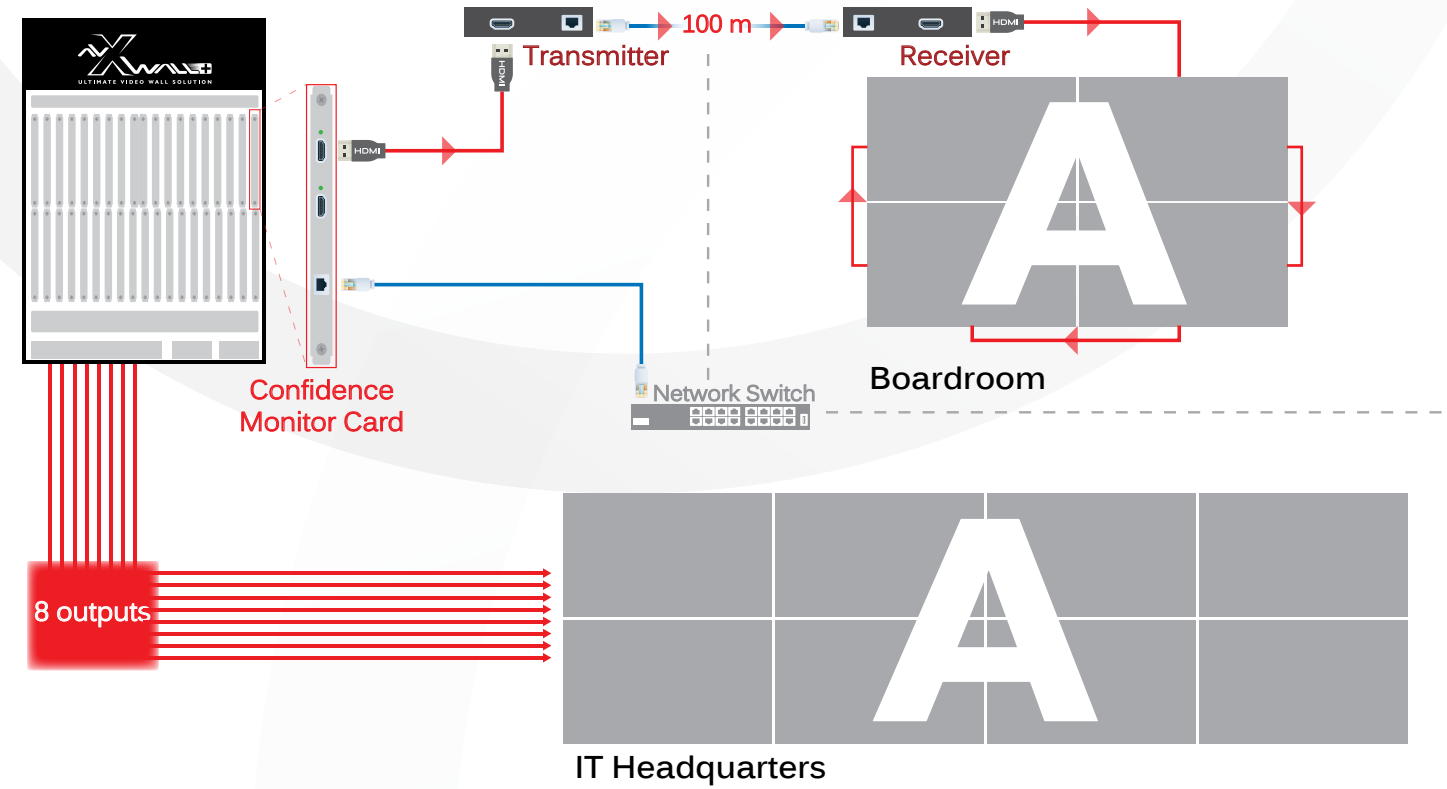 AVXWALL+
ULTIMATE VIDEO WALL SOLUTION
HDMI
HDMI
Transmitter
100 m
Receiver
HDMI
Confidence
Monitor Card
Network Switch
A
Boardroom
8 outputs
A
IT Headquarters